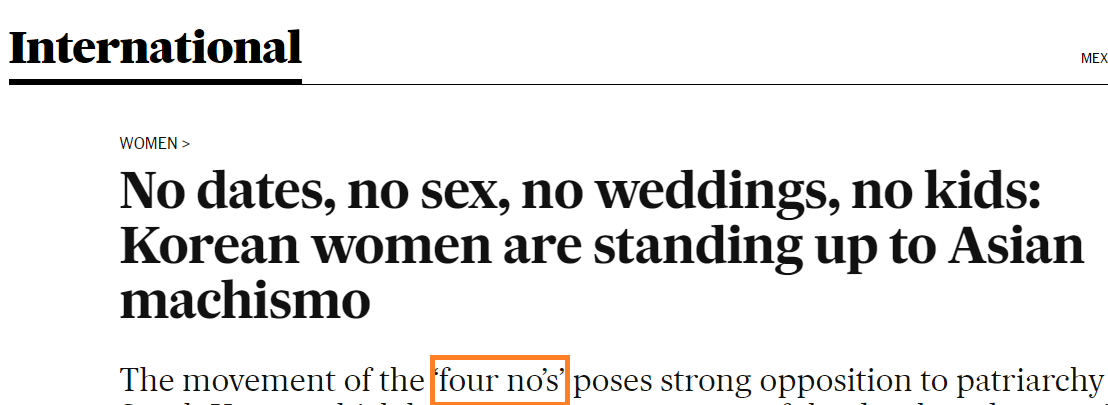 International
MEX
WOMEN >
No dates, no sex, no weddings, no kids:
Korean women are standing up to Asian
machismo
The movement of the ‘four no’s’ poses strong opposition to patriarchy